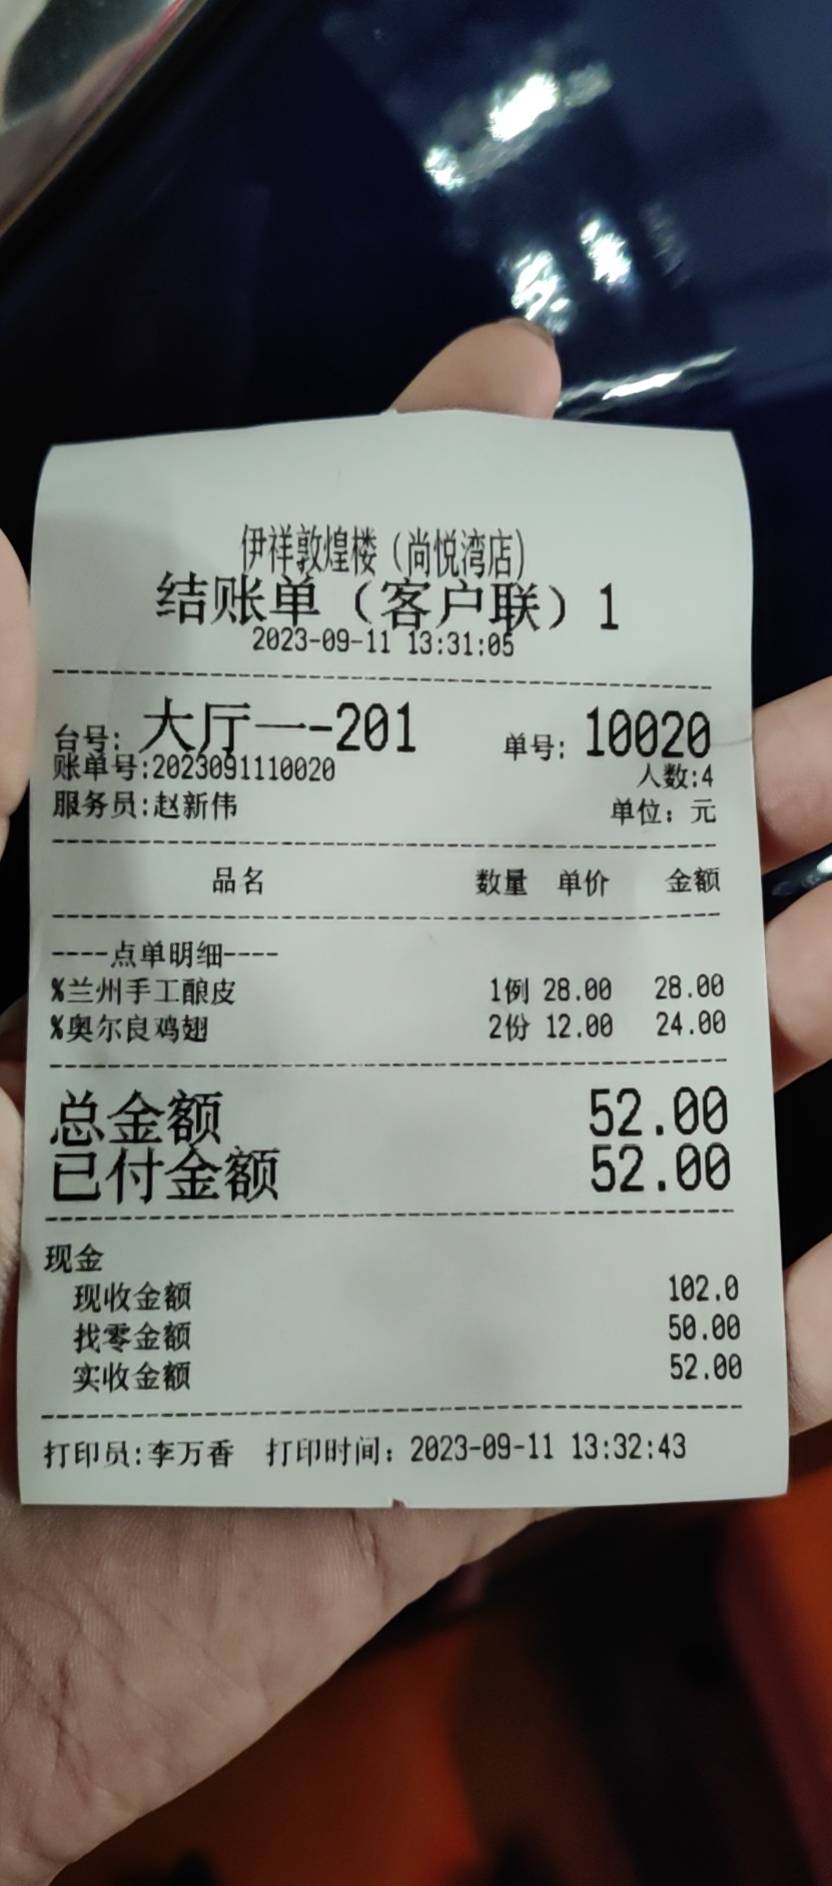 伊祥敦煌楼（尚悦湾店）
结账单（客户联）1
2023-09-11 13:31:05
台号: 大厅一-201 单号: 10020
账单号:2023091110020 人数:4
服务员:赵新伟 单位：元
品名 数量 单价 金额
----点单明细----
%兰州手工酿皮 1例 28.00 28.00
%奥尔良鸡翅 2份 12.00 24.00
总金额 52.00
已付金额 52.00
现金
现收金额 102.0
找零金额 50.00
实收金额 52.00
打印员:李万香 打印时间：2023-09-11 13:32:43